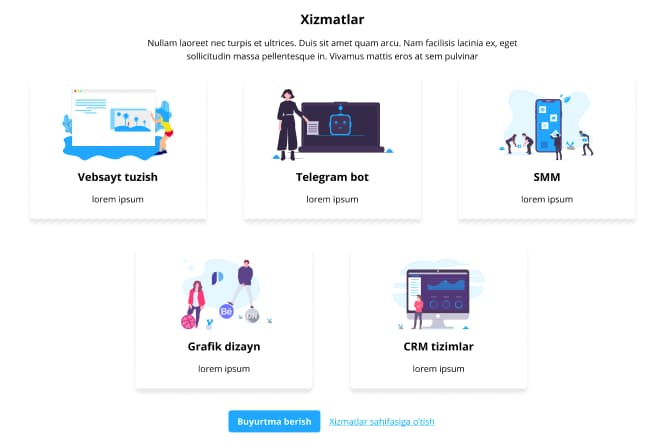 Xizmatlar
Nullam laoreet nec turpis et ultrices. Duis sit amet quam arcu. Nam facilisis lacinia ex, eget
sollicitudin massa pellentesque in. Vivamus mattis eros at sem pulvinar
Vebsayt tuzish
lorem ipsum
Telegram bot
lorem ipsum
SMM
lorem ipsum
Grafik dizayn
lorem ipsum
CRM tizimlar
lorem ipsum
Buyurtma berish
Xizmatlar sahifasiga o'tish